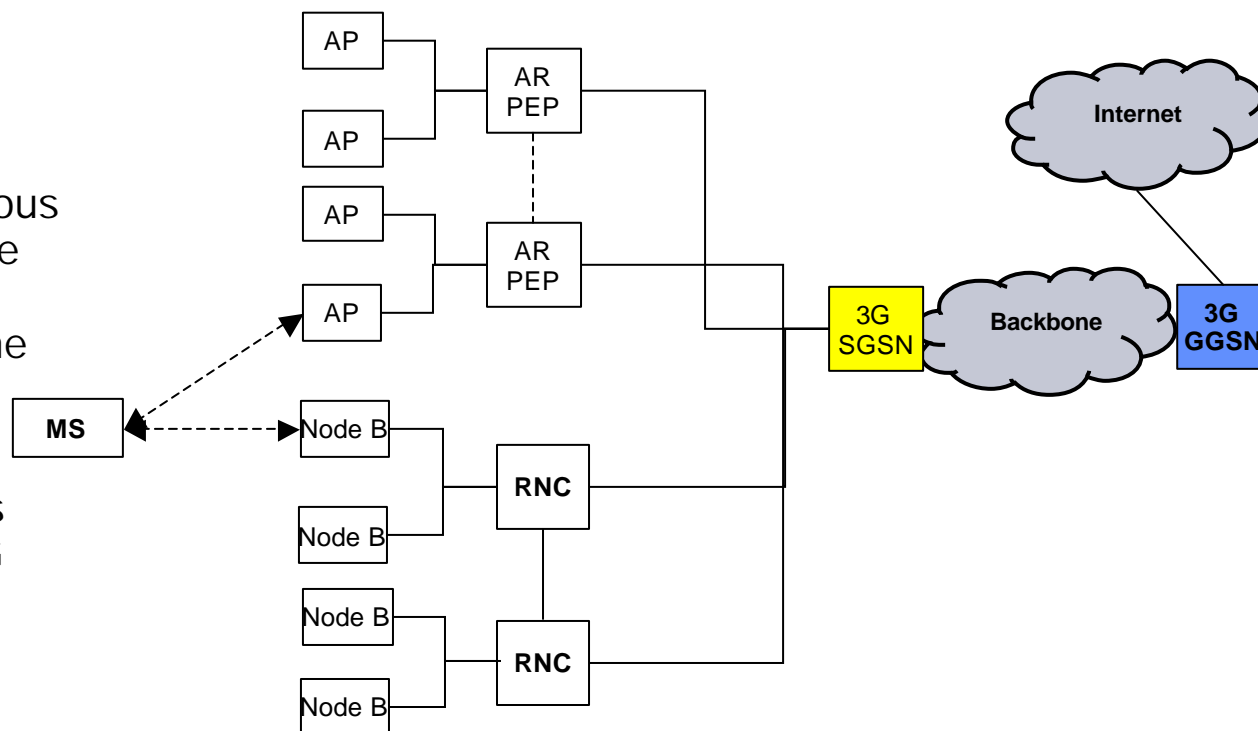 AP
AR
PEP
AP
AP
AR
PEP
AP
Internet
3G
SGSN
Backbone
3G
GGSN
MS
Node B
Node B
RNC
Node B
Node B
RNC